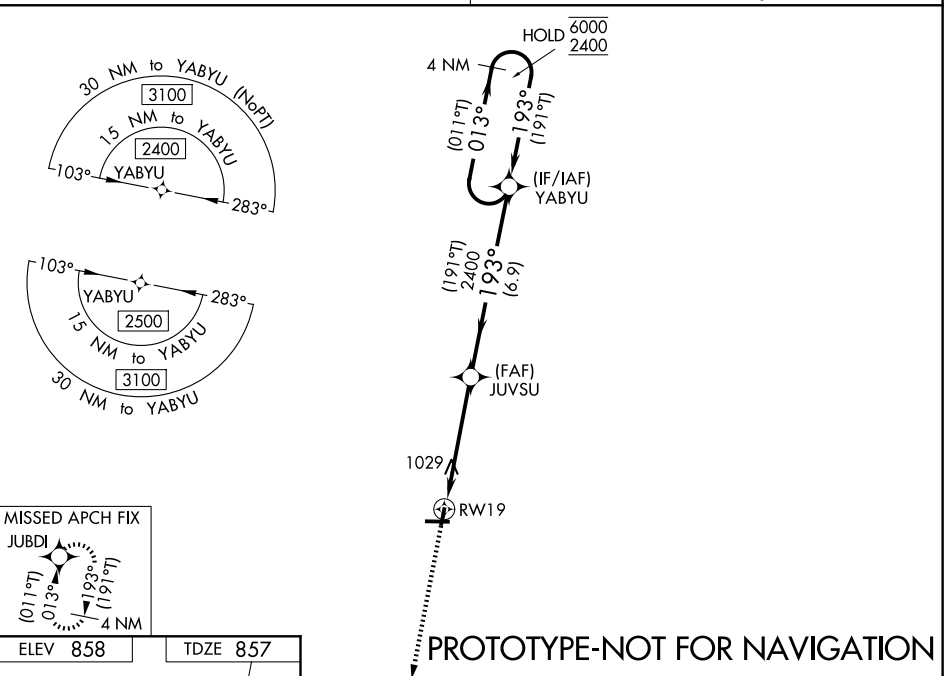 HOLD 6000
2400
4 NM
(011°T)
013°
193°
(191°T)
(IF/IAF)
YABYU
(191°T)
2400
193°
(6.9)
(FAF)
JUVSU
1029
RW19
30 NM to YABYU (NoPT)
3100
15 NM to YABYU
2400
103°
YABYU
283°
103°
YABYU
283°
2500
15 NM to YABYU
3100
30 NM to YABYU
MISSED APCH FIX
JUBDI
(011°T)
013°
193°
(191°T)
4 NM
ELEV 858
TDZE 857
PROTOTYPE-NOT FOR NAVIGATION